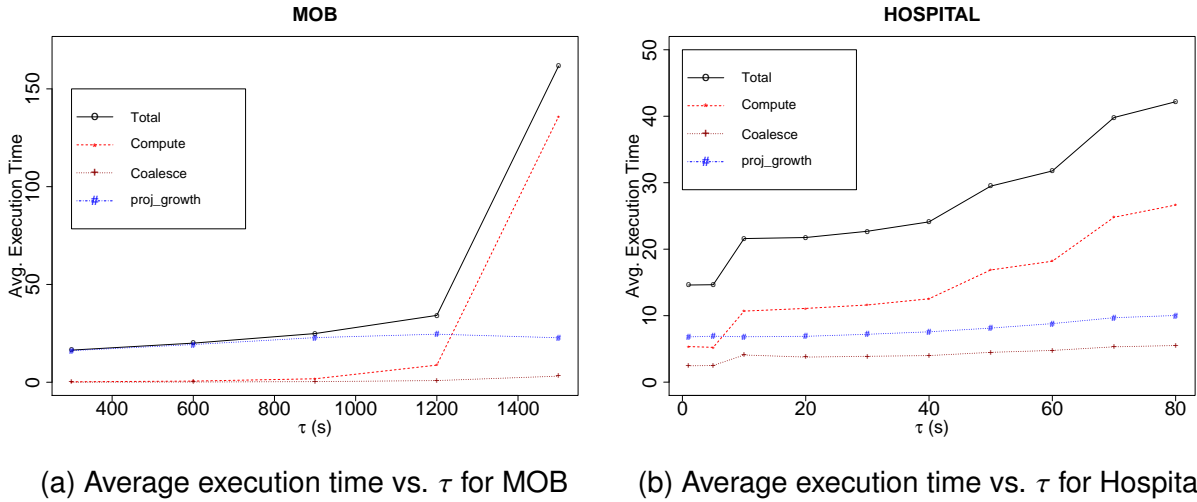 MOB
HOSPITAL
Avg. Execution Time
0 50 100 150
Total
Compute
Coalesce
proj_growth
400 600 800 1000 1200 1400
τ (s)
Avg. Execution Time
0 10 20 30 40 50
Total
Compute
Coalesce
proj_growth
0 20 40 60 80
τ (s)
(a) Average execution time vs. τ for MOB
(b) Average execution time vs. τ for Hospita